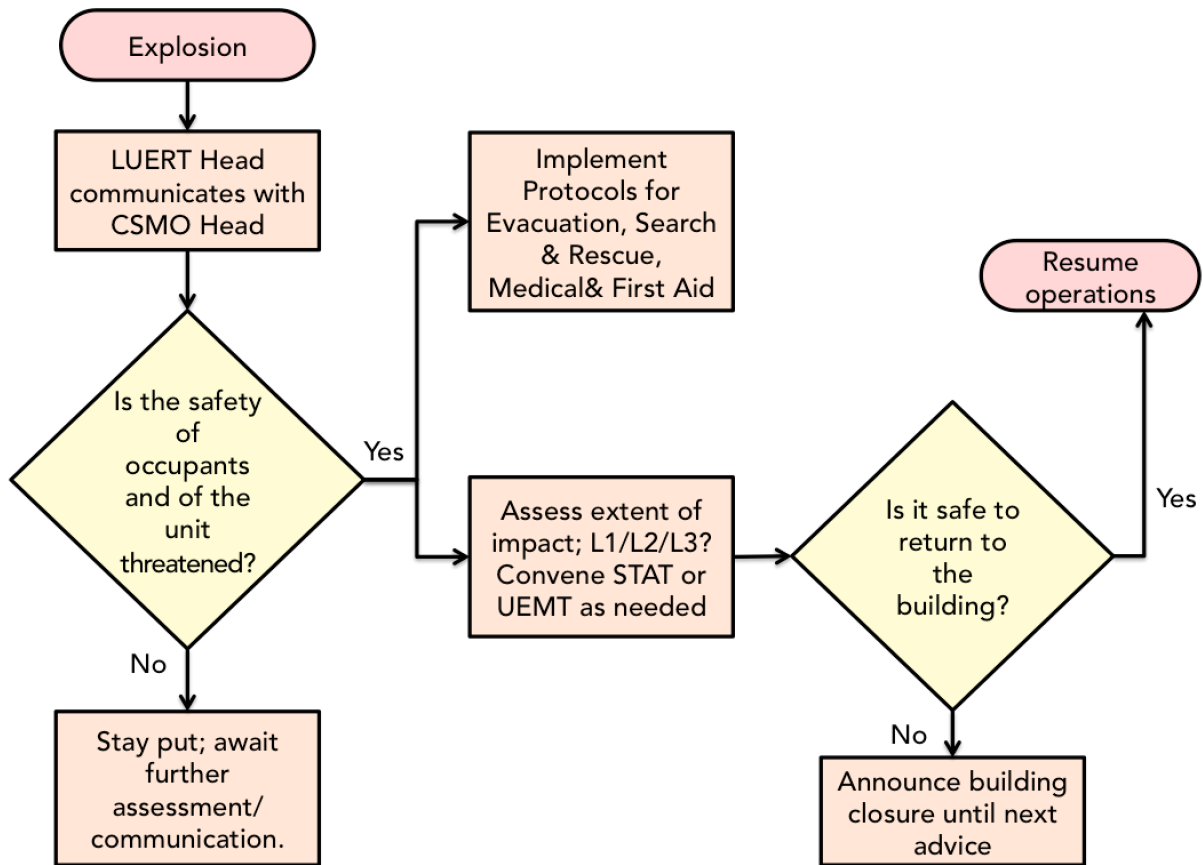 Explosion
LUERT Head
communicates with
CSMO Head
Is the safety
of
occupants
and of the
unit
threatened?
Yes
No
Stay put; await
further
assessment/
communication.
Implement
Protocols for
Evacuation, Search
& Rescue,
Medical& First Aid
Assess extent of
impact; L1/L2/L3?
Convene STAT or
UEMT as needed
Is it safe to
return to
the
building?
Yes
Resume
operations
No
Announce building
closure until next
advice